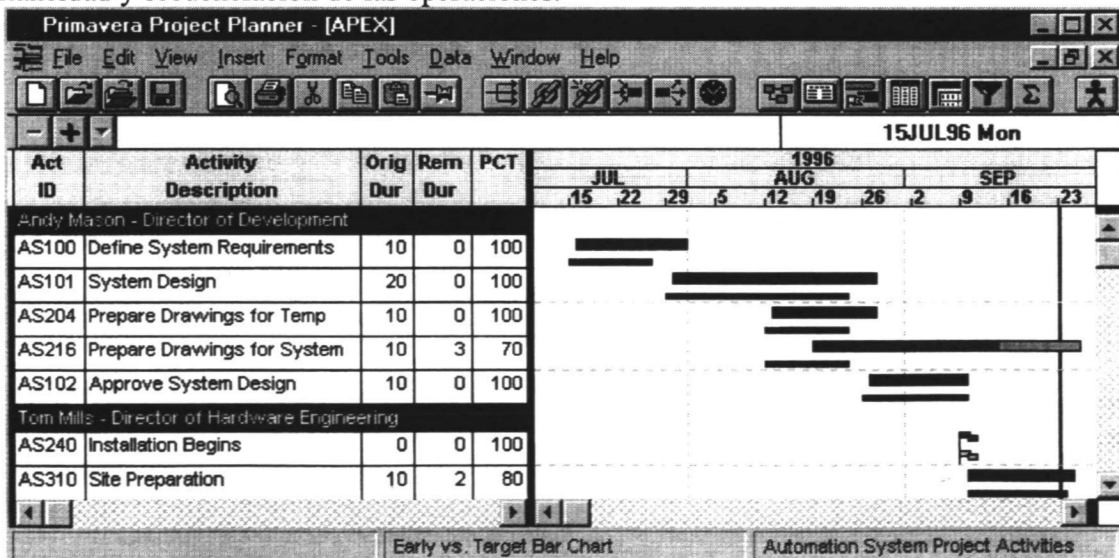 y secuenciación de las operaciones.
Primavera Project Planner - [APEX]
File Edit View Insert Format Tools Data Window Help
15JUL96 Mon
Act ID Activity Description Orig Dur Rem Dur PCT
1996
JUL AUG SEP
15 22 29 5 12 19 26 2 9 16 23
Andy Mason - Director of Development
AS100 Define System Requirements 10 0 100
AS101 System Design 20 0 100
AS204 Prepare Drawings for Temp 10 0 100
AS216 Prepare Drawings for System 10 3 70
AS102 Approve System Design 10 0 100
Tom Mills - Director of Hardware Engineering
AS240 Installation Begins 0 0 100
AS310 Site Preparation 10 2 80
Early vs. Target Bar Chart Automation System Project Activities